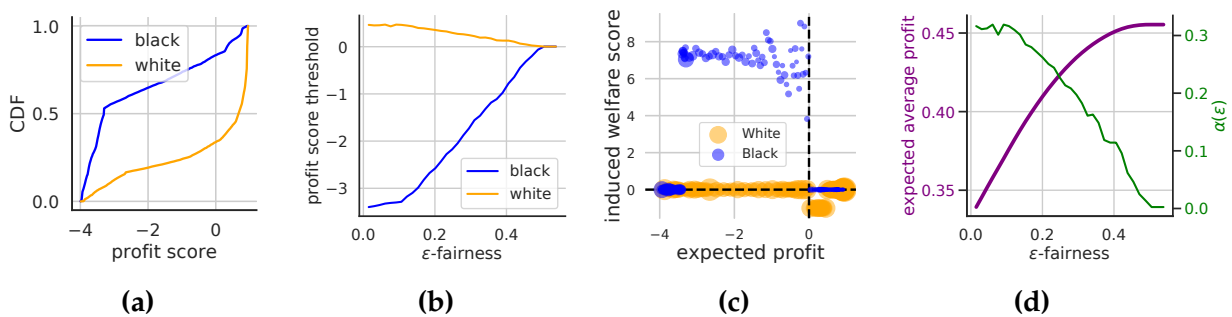 1.0
0.5
0.0
CDF
black
white
−4
−2
0
profit score
(a)
0
−1
−2
−3
profit score threshold
black
white
0.0
0.2
0.4
ε-fairness
(b)
8
6
4
2
0
induced welfare score
White
Black
−4
−2
0
expected profit
(c)
0.45
0.40
0.35
expected average profit
0.3
0.2
0.1
0.0
α(ε)
0.0
0.2
0.4
ε-fairness
(d)